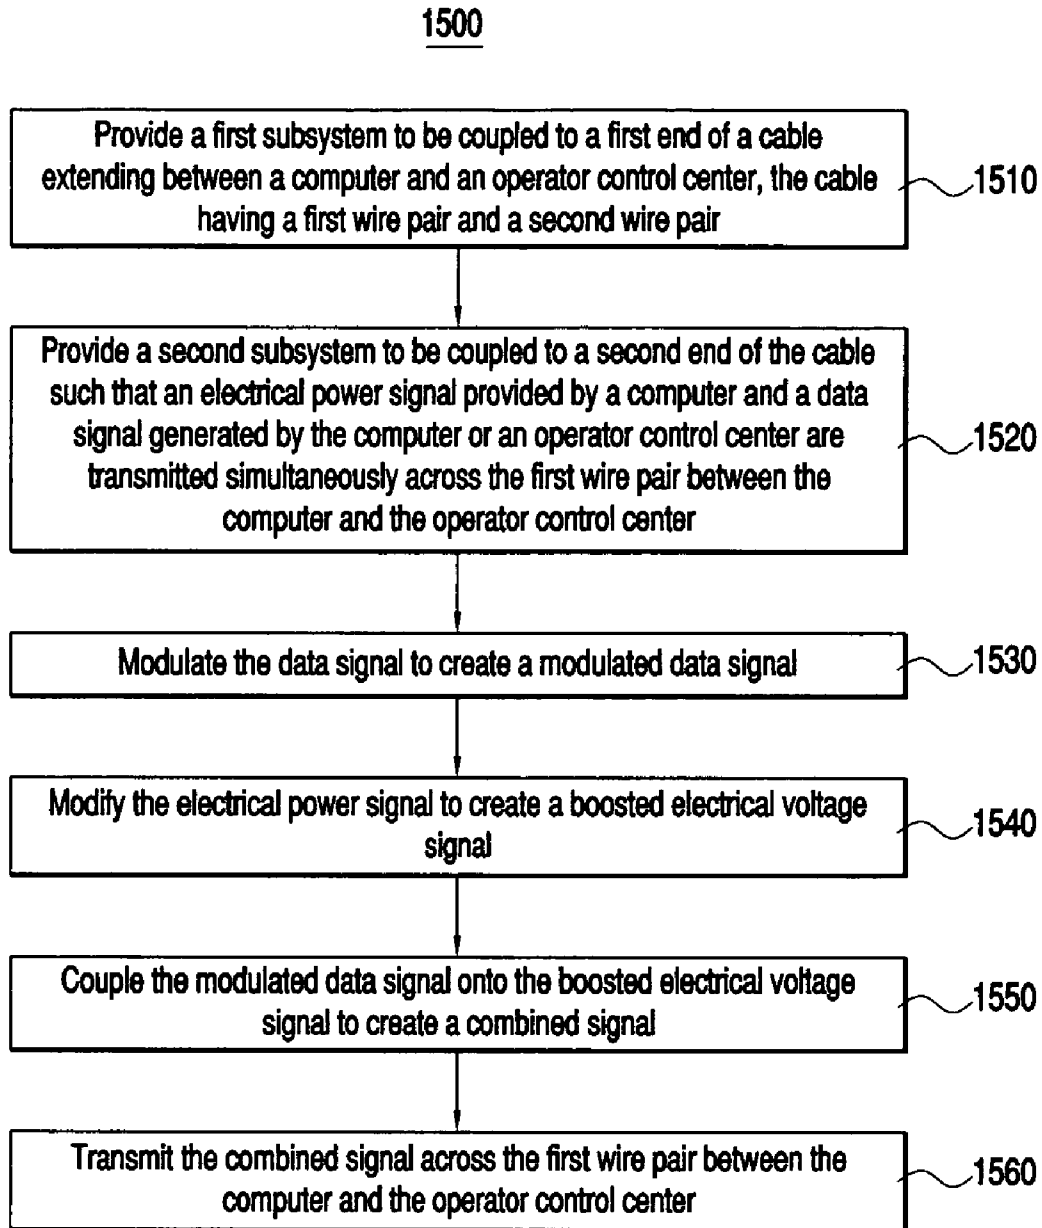 1500
Provide a first subsystem to be coupled to a first end of a cable
extending between a computer and an operator control center, the cable
having a first wire pair and a second wire pair
1510
Provide a second subsystem to be coupled to a second end of the cable
such that an electrical power signal provided by a computer and a data
signal generated by the computer or an operator control center are
transmitted simultaneously across the first wire pair between the
computer and the operator control center
1520
Modulate the data signal to create a modulated data signal
1530
Modify the electrical power signal to create a boosted electrical voltage
signal
1540
Couple the modulated data signal onto the boosted electrical voltage
signal to create a combined signal
1550
Transmit the combined signal across the first wire pair between the
computer and the operator control center
1560